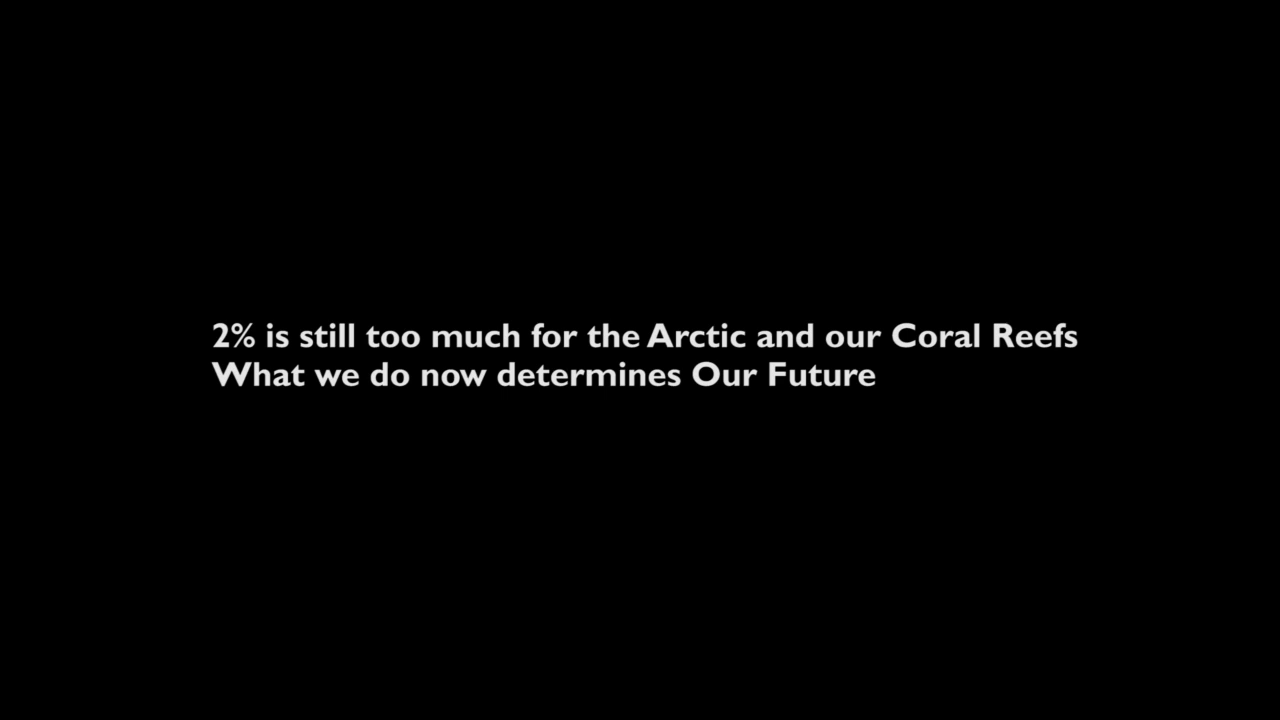 2% is still too much for the Arctic and our Coral Reefs
What we do now determines Our Future